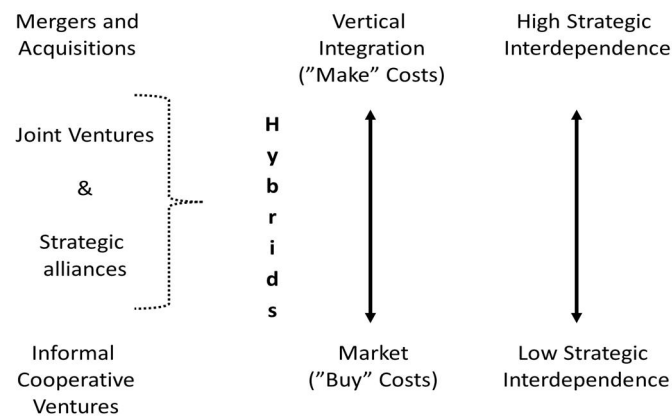 Mergers and
Acquisitions
Joint Ventures
&
Strategic
alliances
Informal
Cooperative
Ventures
Hybrids
Vertical
Integration
(”Make” Costs)
Market
(”Buy” Costs)
High Strategic
Interdependence
Low Strategic
Interdependence